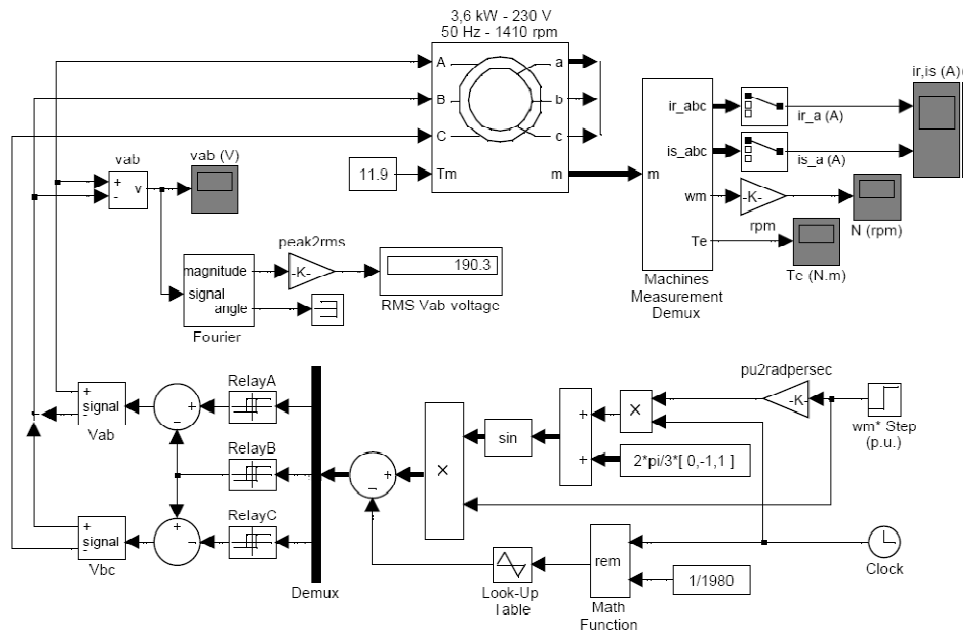 3,6 kW - 230 V
50 Hz - 1410 rpm
A
B
C
Tm
a
b
c
m
11.9
m
ir_abc
is_abc
wm
Te
Machines
Measurement
Demux
ir_a (A)
is_a (A)
ir,is (A)
-K-
rpm
N (rpm)
Te (N.m)
vab
+
-
v
vab (V)
magnitude
signal
angle
Fourier
peak2rms
-K-
190.3
RMS Vab voltage
+
signal
-
Vab
+
−
RelayA
RelayB
RelayC
+
signal
-
Vbc
+
−
Demux
+
−
X
sin
+
+
X
2*pi/3*[ 0,-1,1 ]
pu2radpersec
-K-
wm* Step
(p.u.)
Clock
rem
Math
Function
1/1980
Look-Up
Table